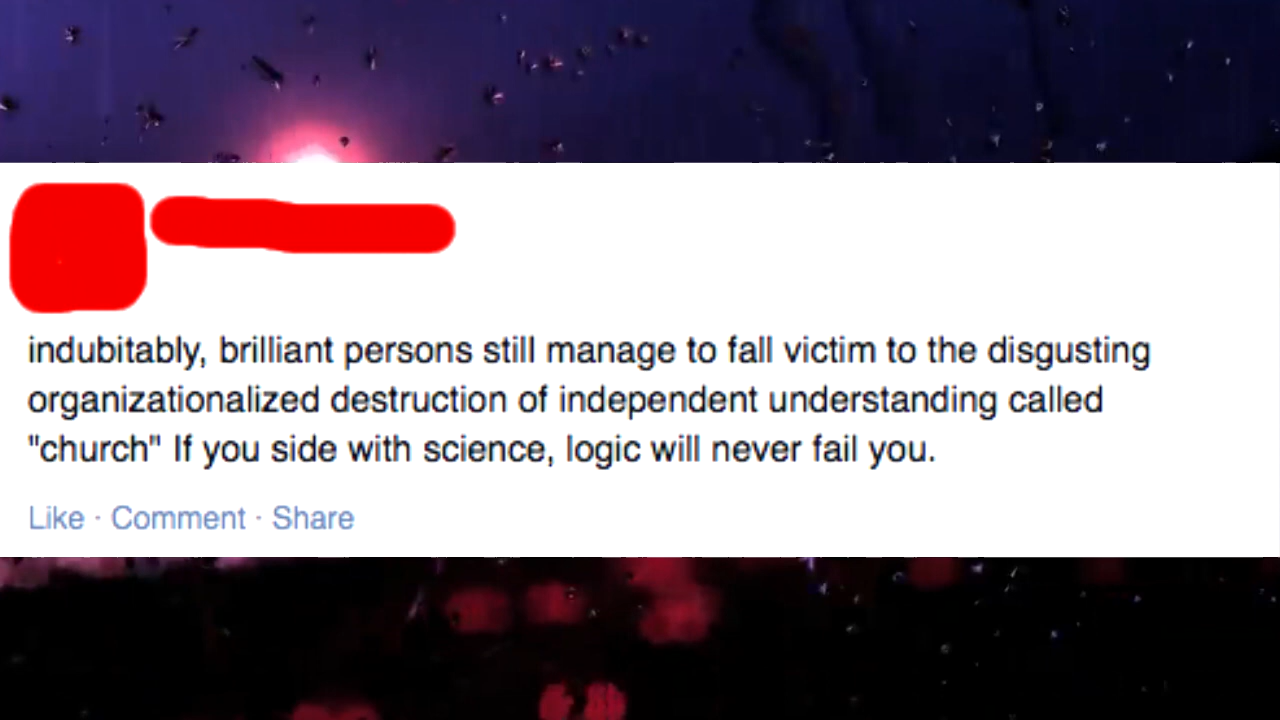 indubitably, brilliant persons still manage to fall victim to the disgusting
organizationalized destruction of independent understanding called
"church" If you side with science, logic will never fail you.
Like · Comment · Share